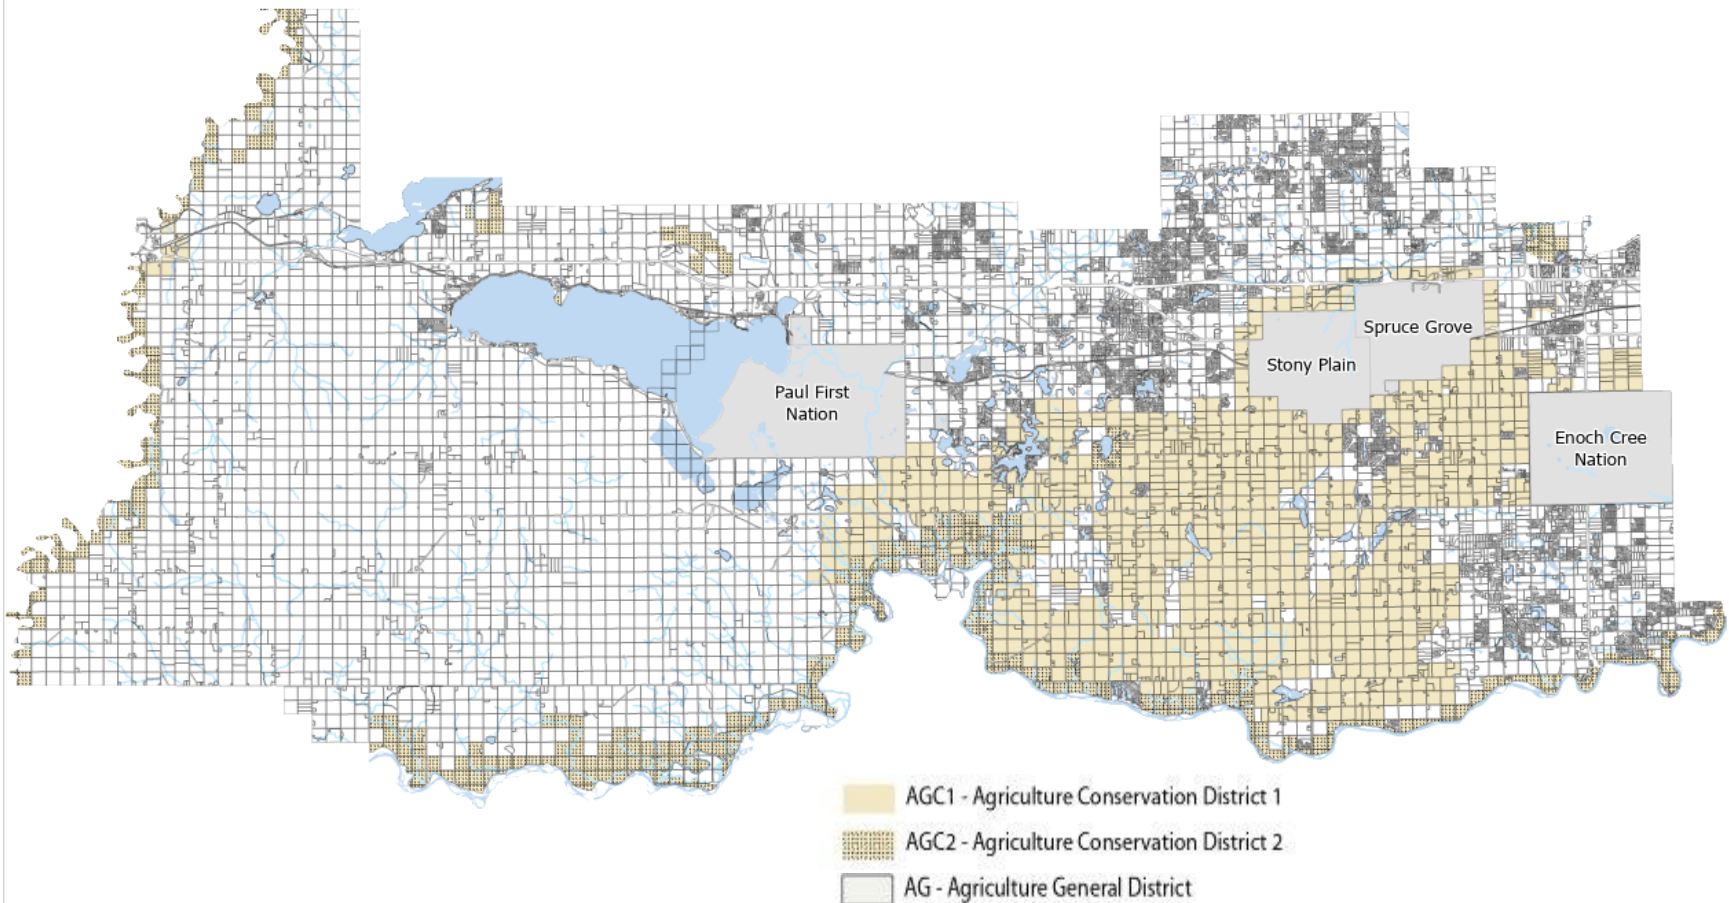 Spruce Grove
Stony Plain
Paul First
Nation
Enoch Cree
Nation
AGC1 - Agriculture Conservation District 1
AGC2 - Agriculture Conservation District 2
AG - Agriculture General District